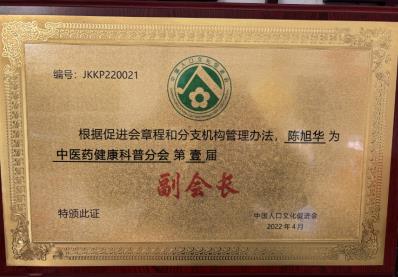 编号：JKKP220021
根据促进会章程和分支机构管理办法，陈旭华 为
中医药健康科普分会 第 壹 届
副会长
特颁此证
中国人口文化促进会
2022年4月